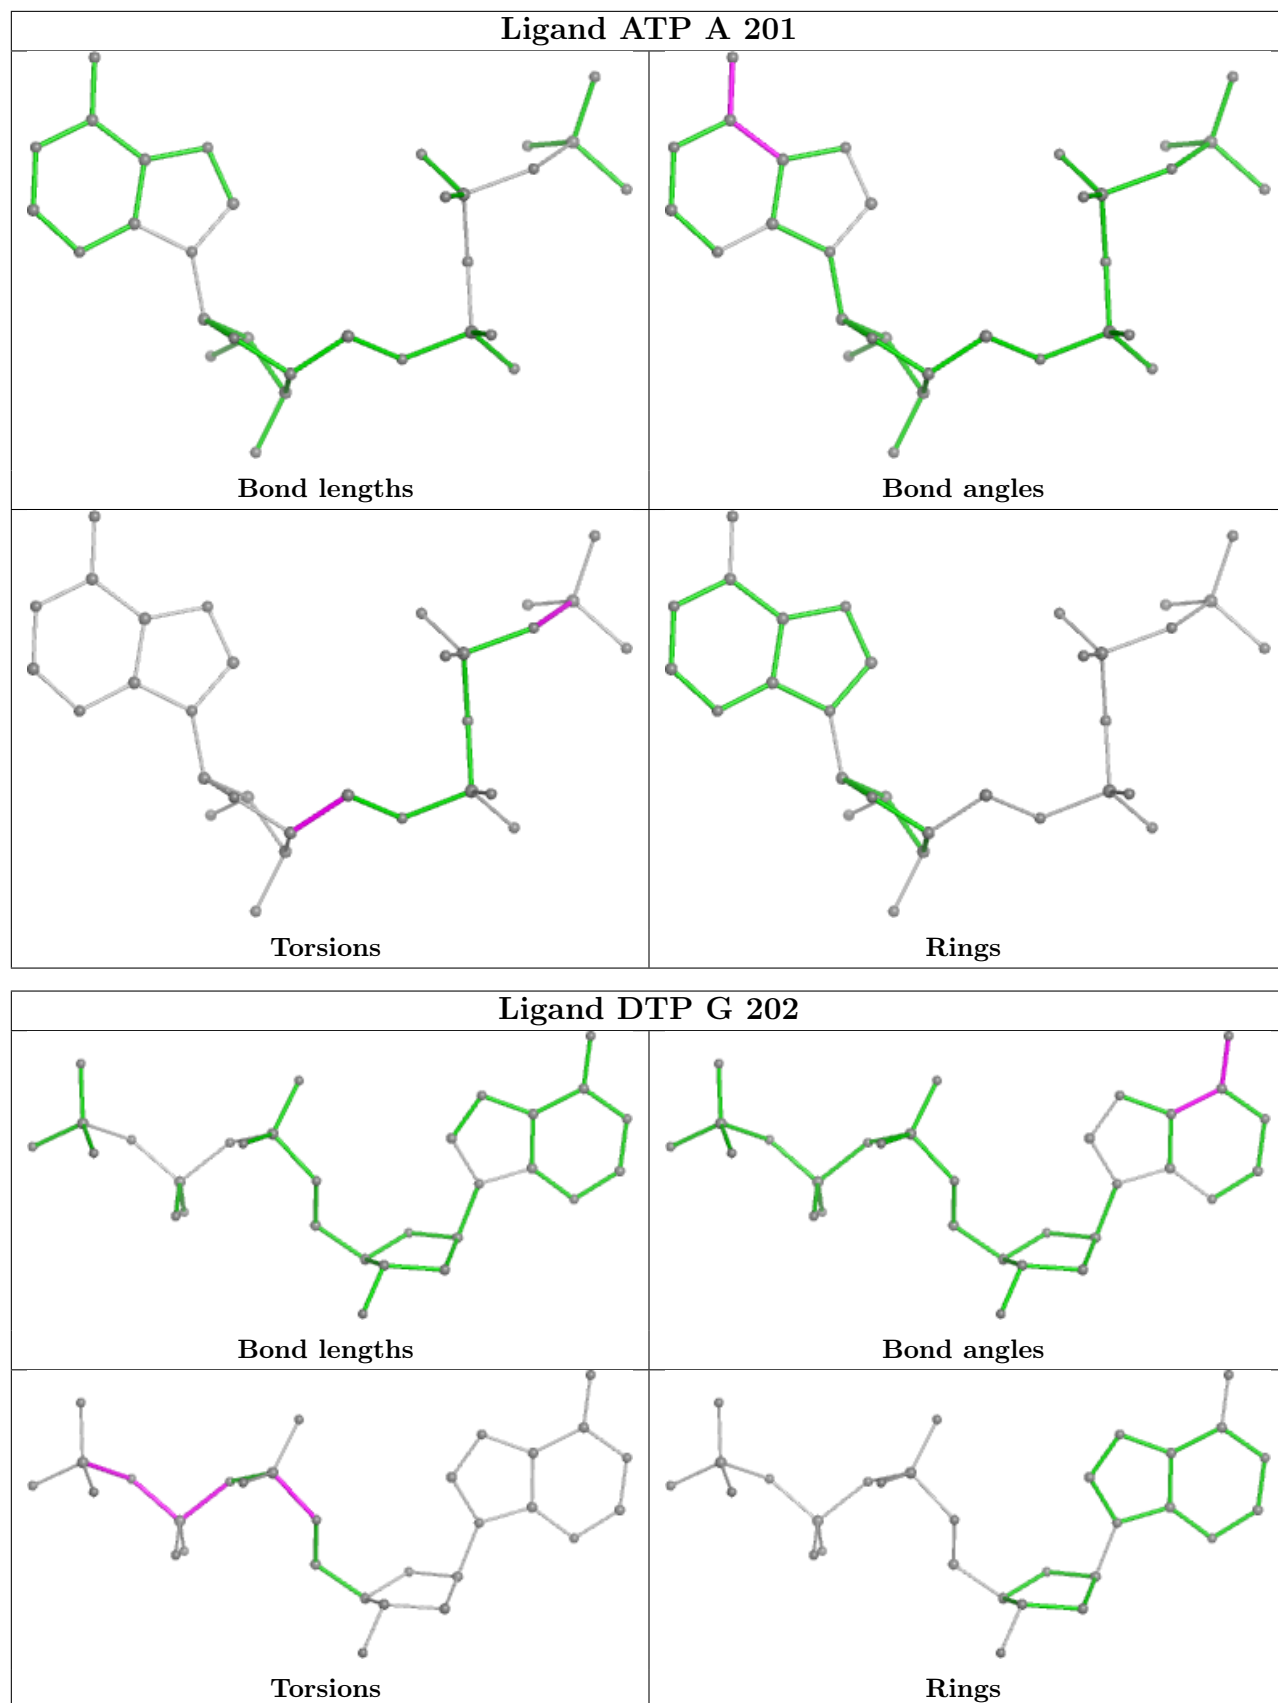 Ligand ATP A 201
Bond lengths
Bond angles
Torsions
Rings
Ligand DTP G 202
Bond lengths
Bond angles
Torsions
Rings